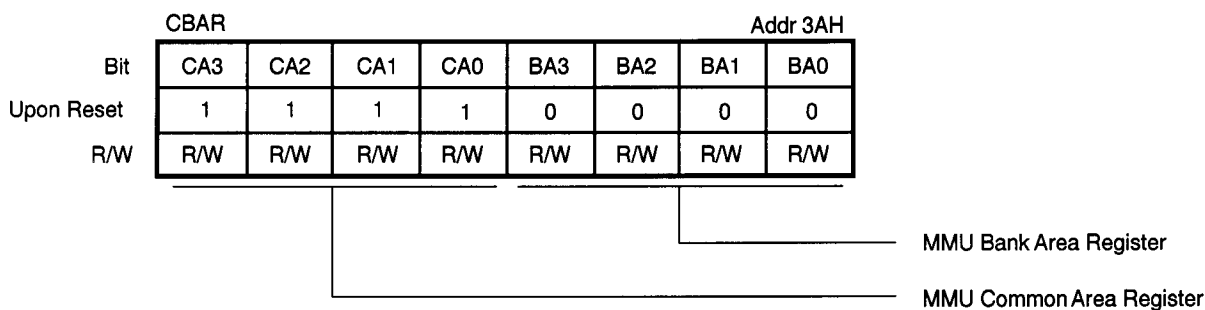 CBAR Addr 3AH
Bit CA3 CA2 CA1 CA0 BA3 BA2 BA1 BA0
Upon Reset 1 1 1 1 0 0 0 0
R/W R/W R/W R/W R/W R/W R/W R/W R/W
MMU Bank Area Register
MMU Common Area Register